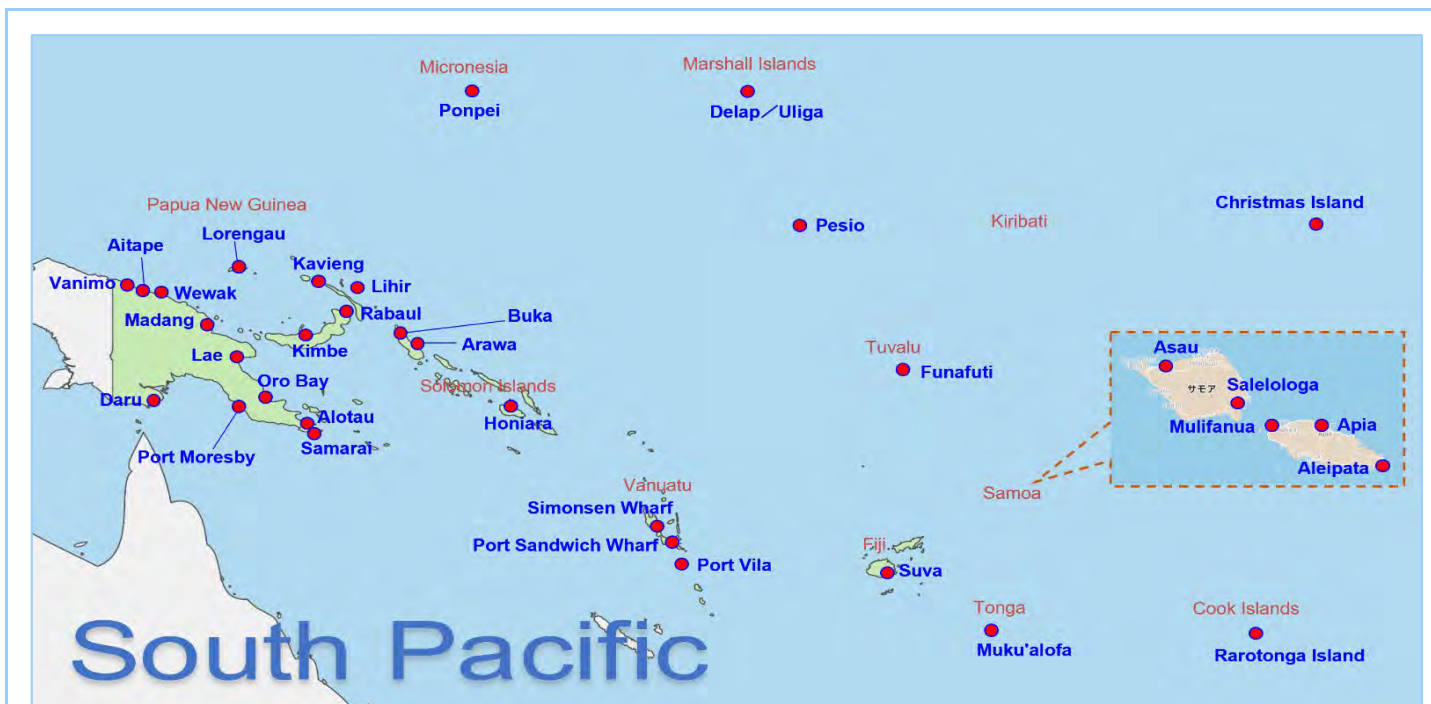 Micronesia
Marshall Islands
Ponpei
Delap／Uliga
Papua New Guinea
Christmas Island
Kiribati
Pesio
Lorengau
Aitape
Kavieng
Vanimo
Wewak
Lihir
Rabaul
Buka
Madang
Arawa
Kimbe
Lae
Tuvalu
Funafuti
Asau
サモア
Salelologa
Oro Bay
Solomon Islands
Daru
Alotau
Honiara
Mulifanua
Apia
Samarai
Port Moresby
Aleipata
Vanuatu
Samoa
Simonsen Wharf
Port Sandwich Wharf
Fiji
Port Vila
Suva
Tonga
Cook Islands
South Pacific
Muku'alofa
Rarotonga Island